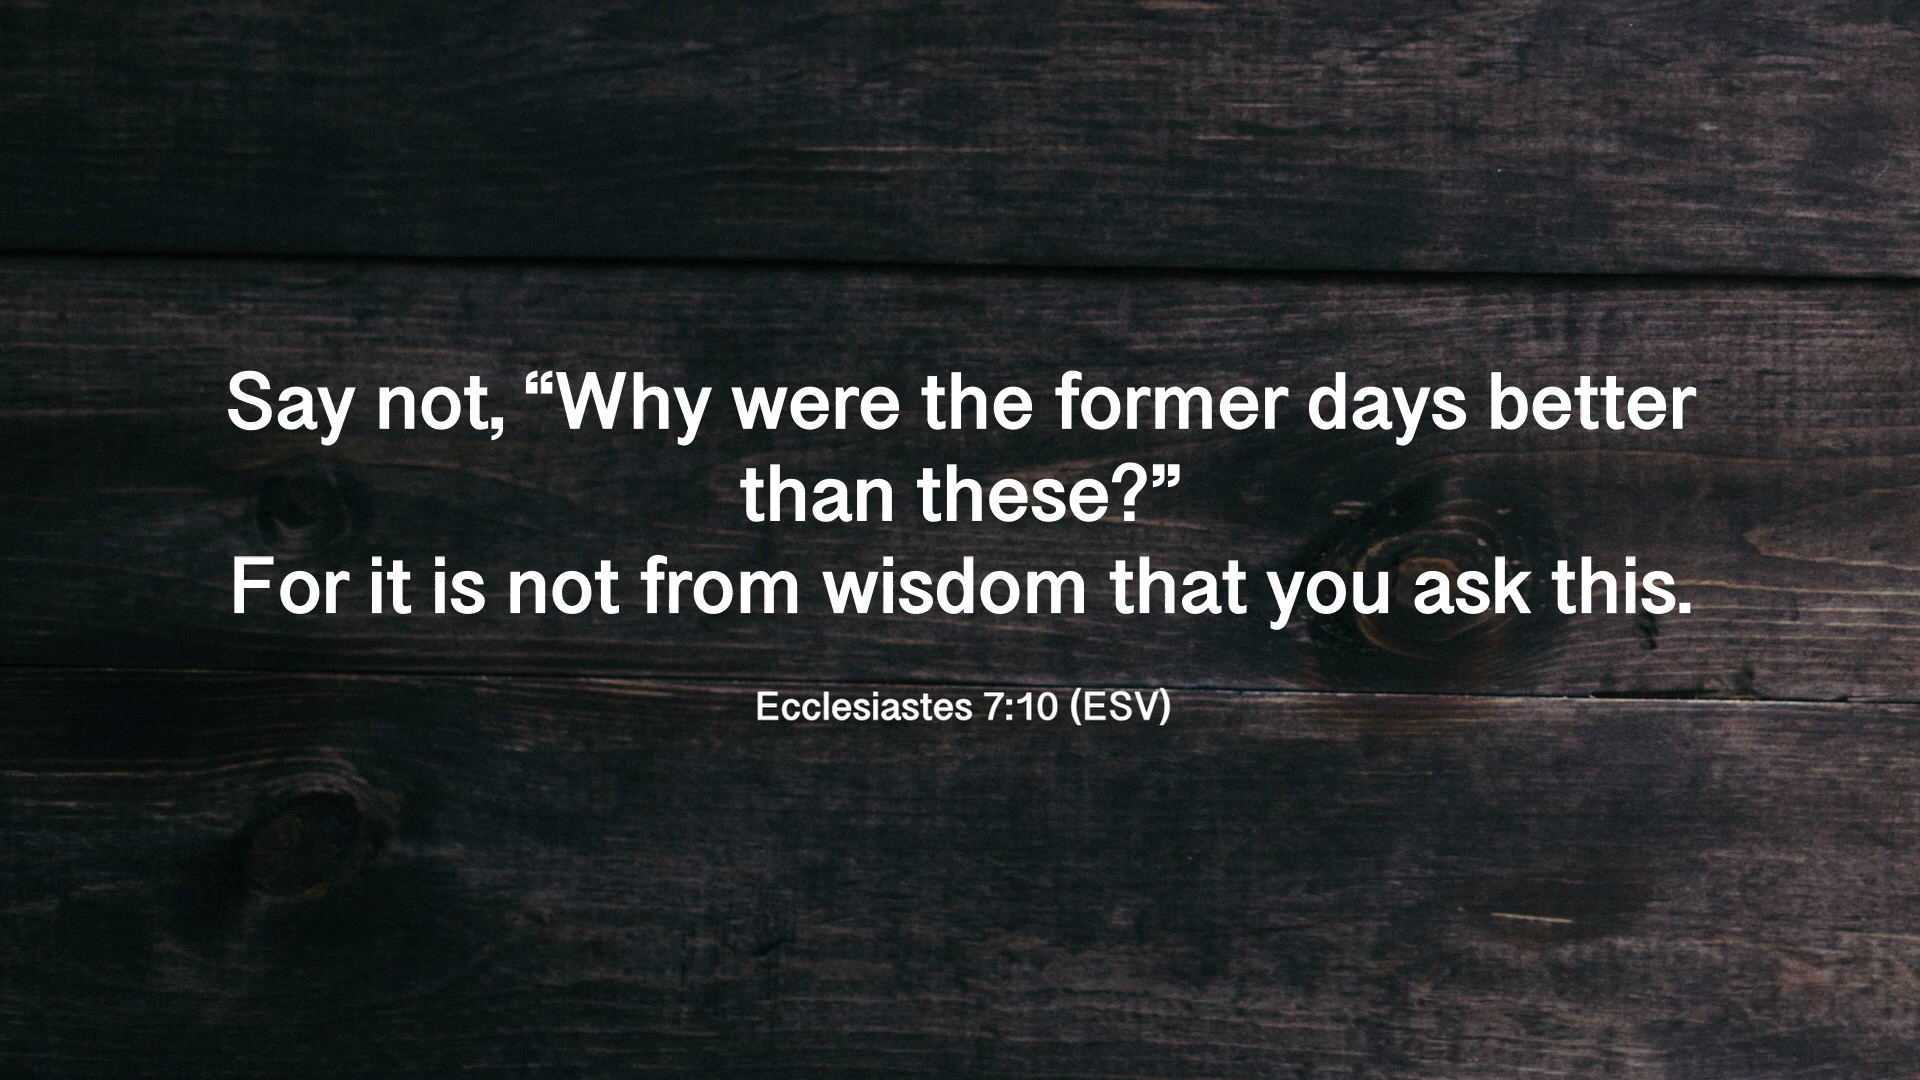 Say not, “Why were the former days better
than these?”
For it is not from wisdom that you ask this.
Ecclesiastes 7:10 (ESV)